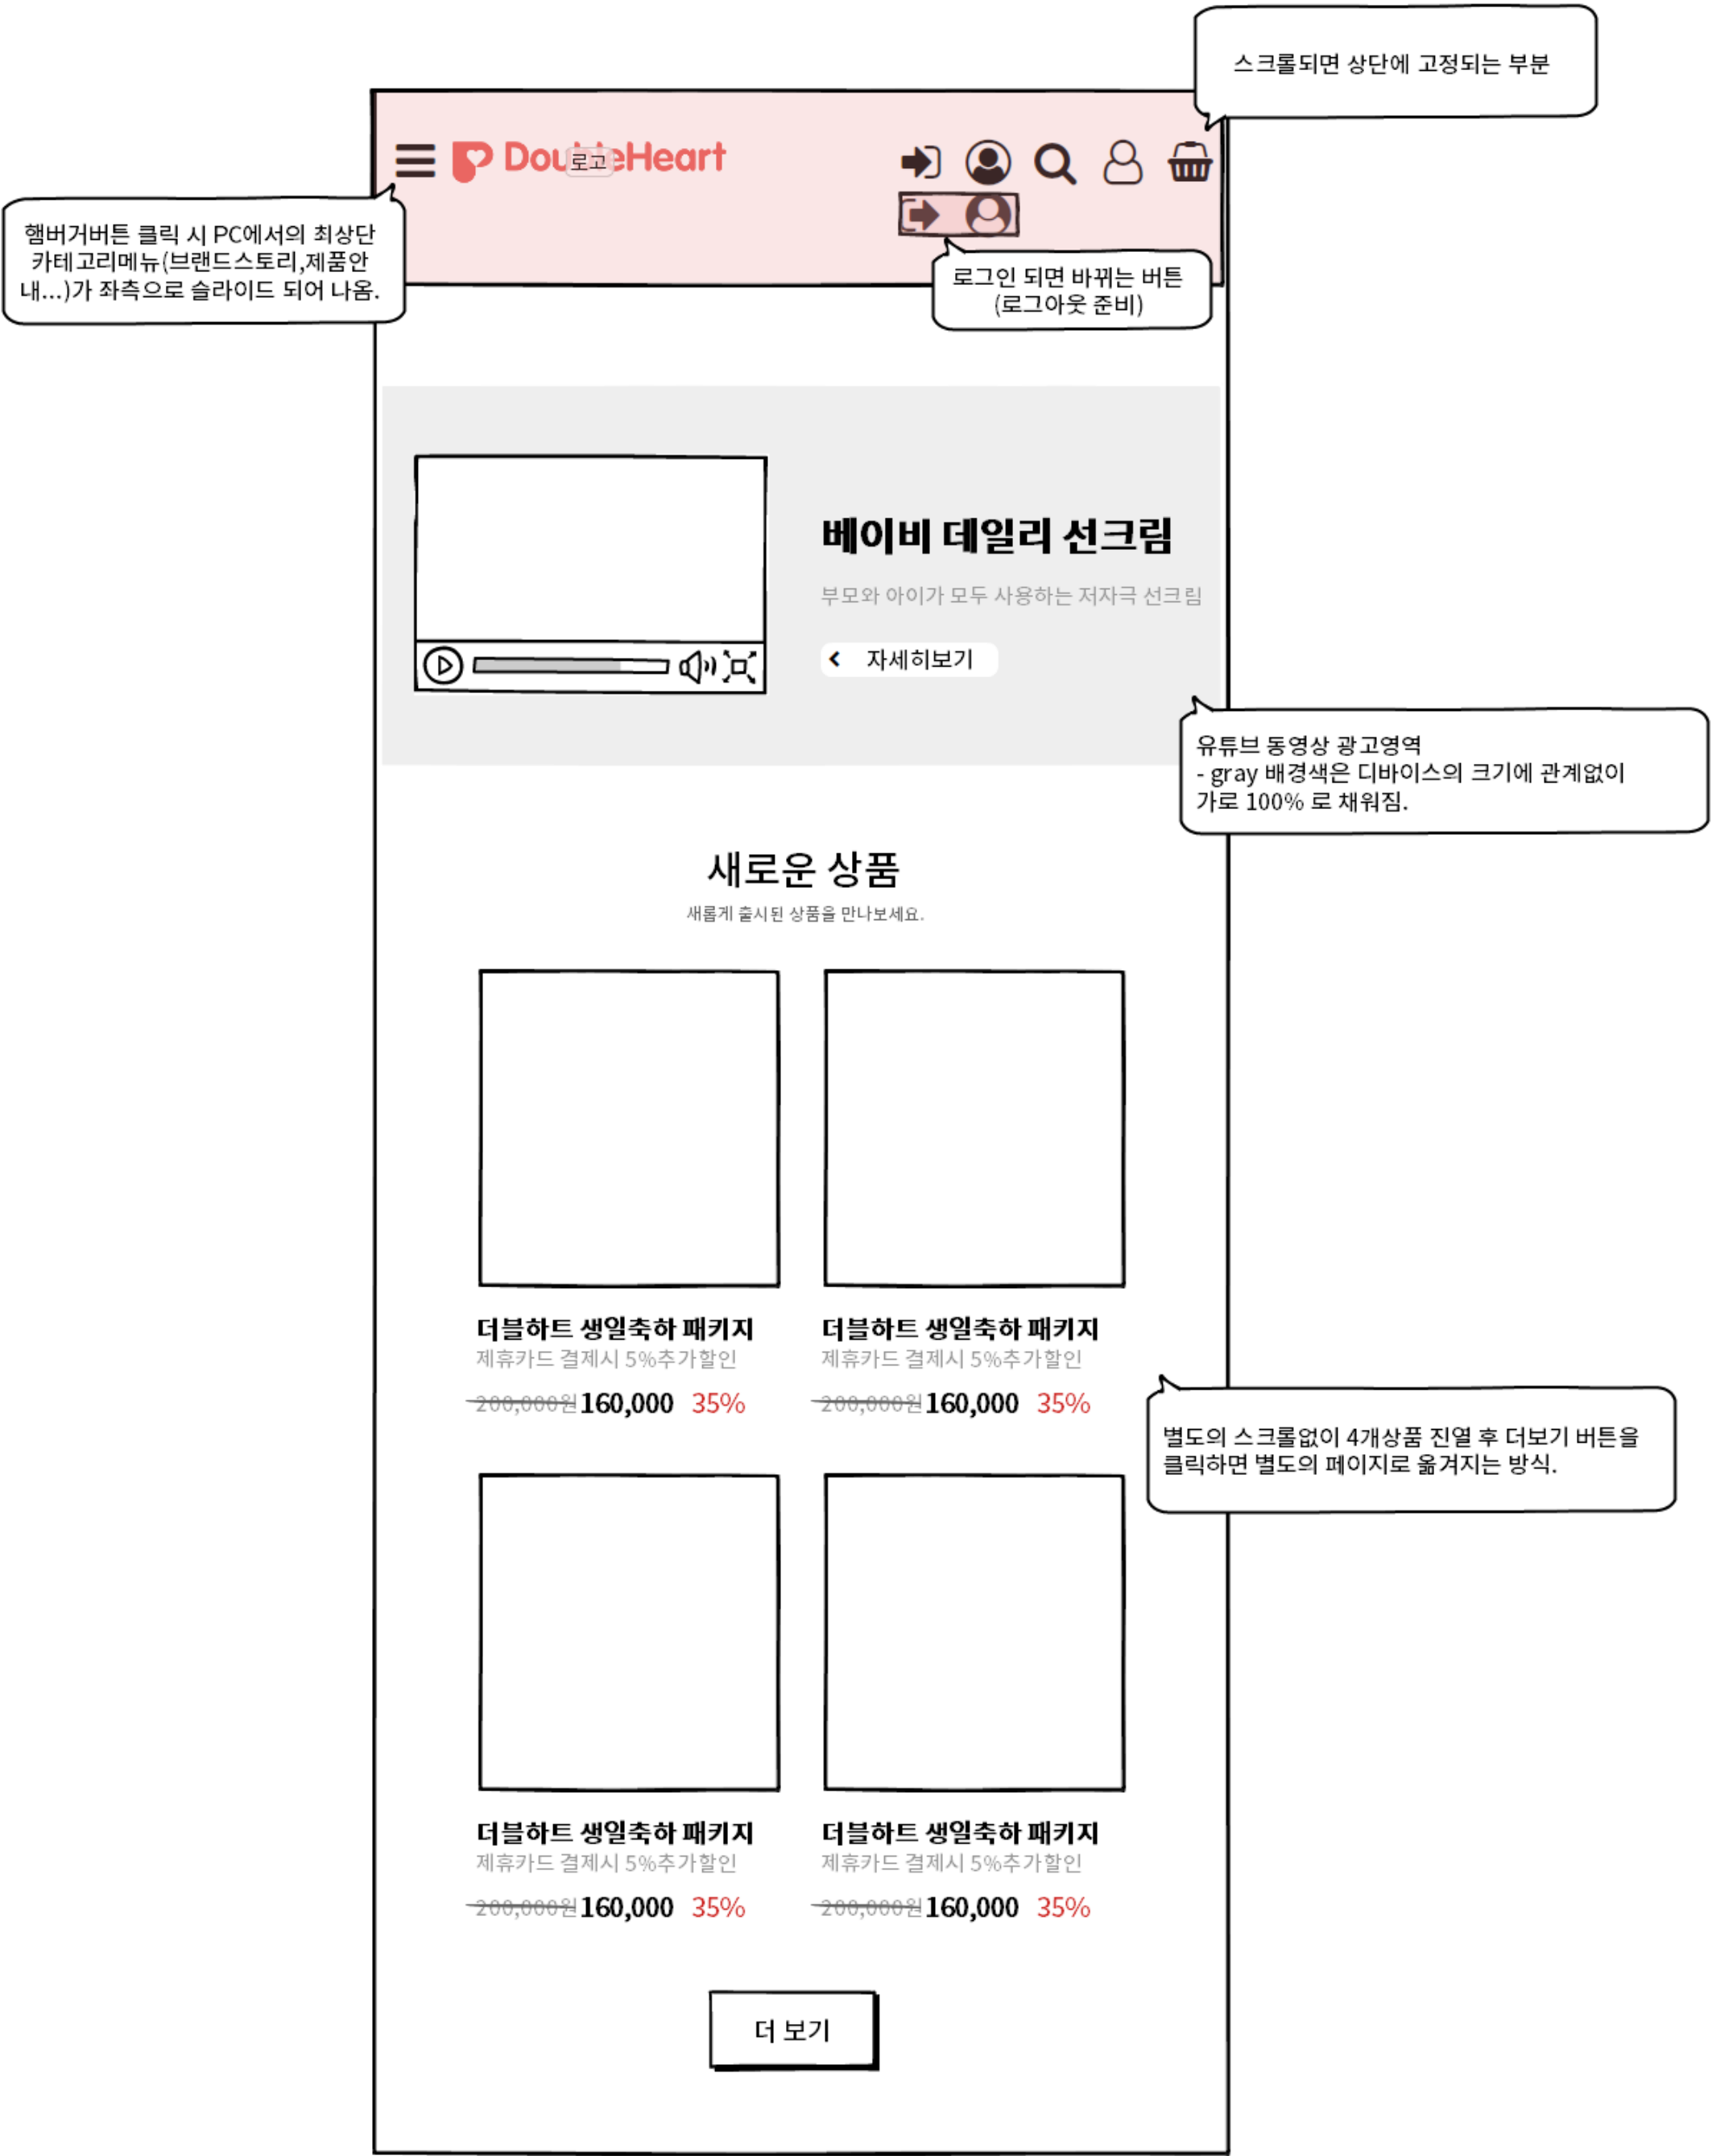 스크롤되면 상단에 고정되는 부분
DoubleHeart
로고
햄버거버튼 클릭 시 PC에서의 최상단
카테고리메뉴(브랜드스토리,제품안
내...)가 좌측으로 슬라이드 되어 나옴.
로그인 되면 바뀌는 버튼
(로그아웃 준비)
베이비 데일리 선크림
부모와 아이가 모두 사용하는 저자극 선크림
자세히보기
유튜브 동영상 광고영역
- gray 배경색은 디바이스의 크기에 관계없이
가로 100% 로 채워짐.
새로운 상품
새롭게 출시된 상품을 만나보세요.
더블하트 생일축하 패키지
제휴카드 결제시 5%추가할인
200,000원 160,000 35%
더블하트 생일축하 패키지
제휴카드 결제시 5%추가할인
200,000원 160,000 35%
별도의 스크롤없이 4개상품 진열 후 더보기 버튼을
클릭하면 별도의 페이지로 옮겨지는 방식.
더블하트 생일축하 패키지
제휴카드 결제시 5%추가할인
200,000원 160,000 35%
더블하트 생일축하 패키지
제휴카드 결제시 5%추가할인
200,000원 160,000 35%
더 보기